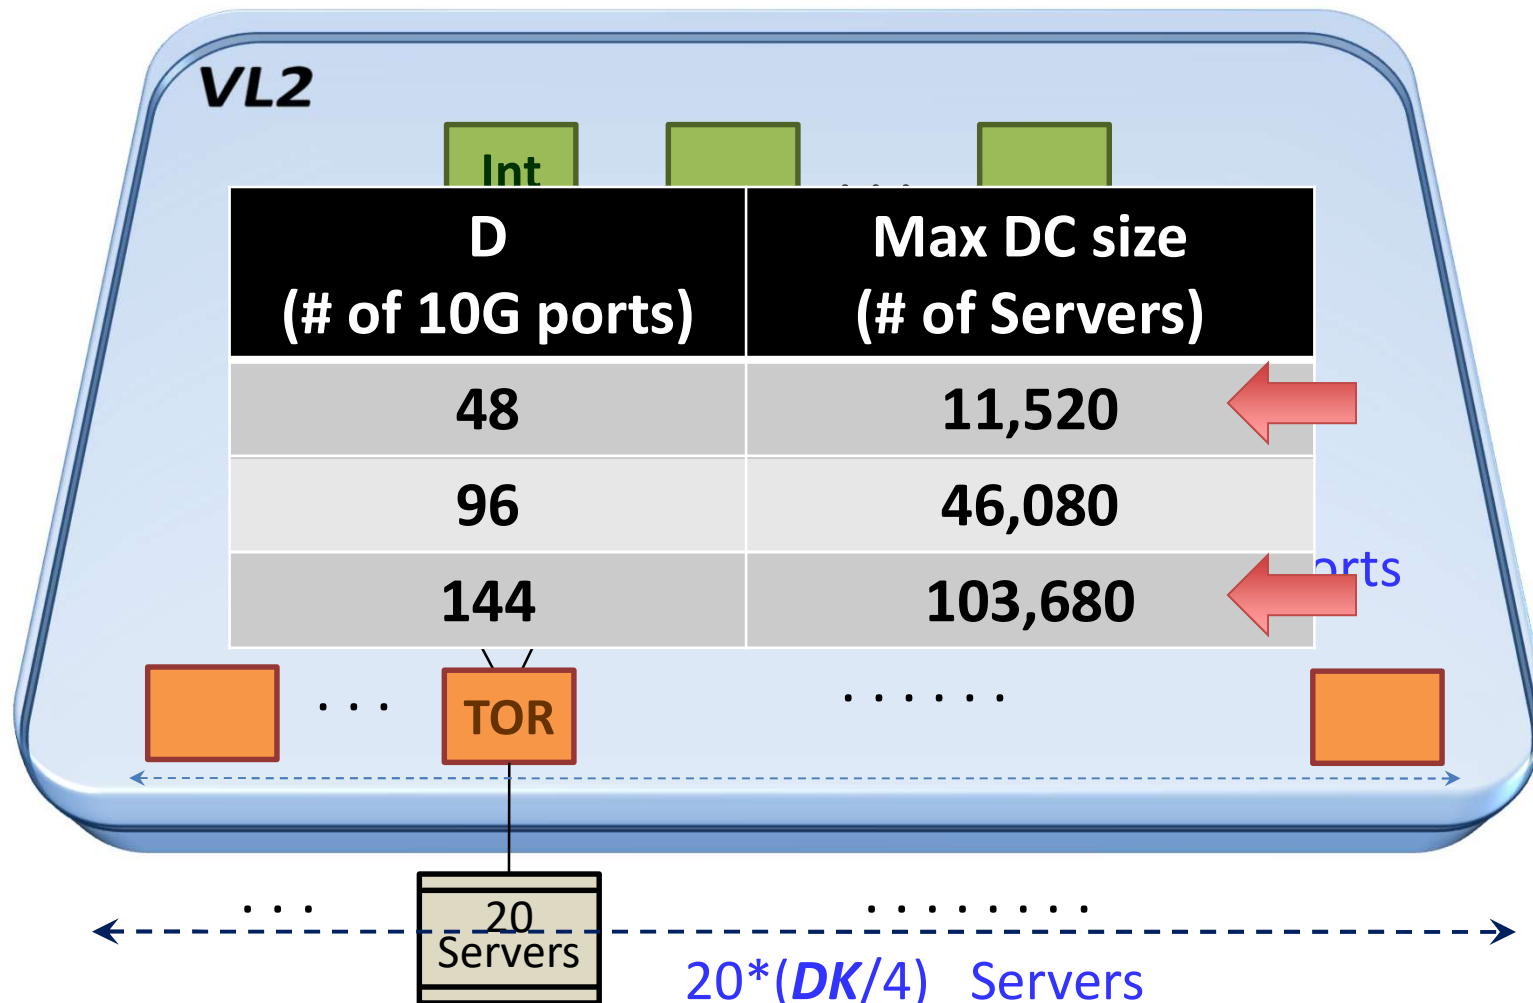 VL2
Int
D
(# of 10G ports)
Max DC size
(# of Servers)
48
11,520
96
46,080
144
103,680
. . .
TOR
. . . . . .
. . .
20
Servers
. . . . . . . .
20*(DK/4) Servers